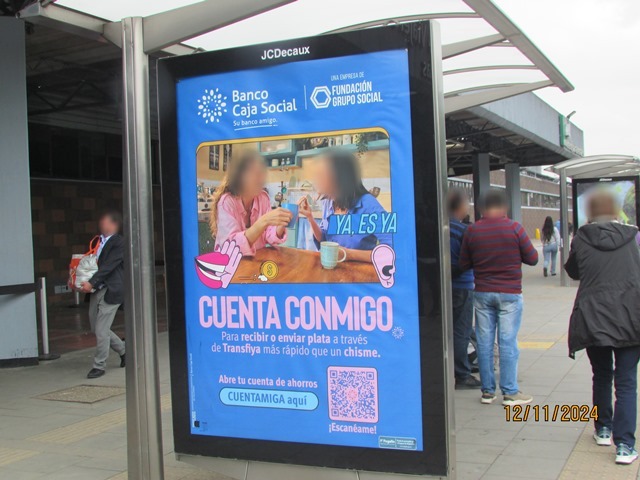 JCDecaux
Banco
Caja Social
Su banco amigo.
UNA EMPRESA DE
FUNDACIÓN
GRUPO SOCIAL
YA, ES YA
CUENTA CONMIGO
Para recibir o enviar plata a través
de Transfiya más rápido que un chisme.
Abre tu cuenta de ahorros
CUENTAMIGA aquí
¡Escanéame!
12/11/2024